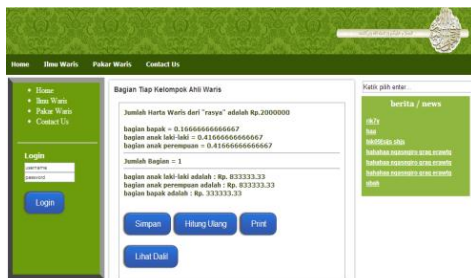 Home Ilmu Waris Pakar Waris Contact Us
Home
Ilmu Waris
Pakar Waris
Contact Us
Login
username
password
Login
Bagian Tiap Kelompok Ahli Waris
Jumlah Harta Waris dari "rasya" adalah Rp.2000000
bagian bapak = 0.16666666666667
bagian anak laki-laki = 0.41666666666667
bagian anak perempuan = 0.41666666666667
Jumlah Bagian = 1
bagian anak laki-laki adalah : Rp. 833333.33
bagian anak perempuan adalah : Rp. 833333.33
bagian bapak adalah : Rp. 333333.33
Simpan Hitung Ulang Print
Lihat Dalil
Ketik pilih enter..
berita / news